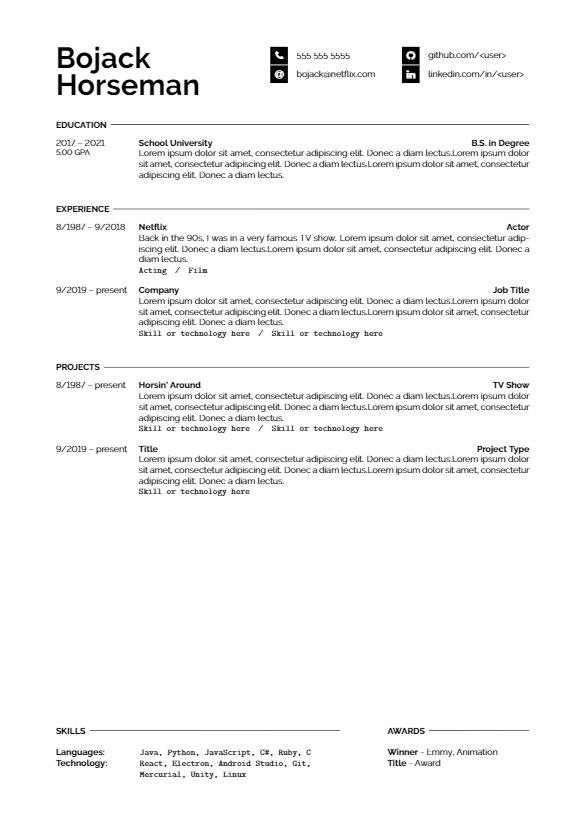 Bojack
Horseman
555 555 5555
bojack@netflix.com
github.com/<user>
linkedin.com/in/<user>
EDUCATION
2017 – 2021
5.00 GPA
School University B.S. in Degree
Lorem ipsum dolor sit amet, consectetur adipiscing elit. Donec a diam lectus.Lorem ipsum dolor
sit amet, consectetur adipiscing elit. Donec a diam lectus.Lorem ipsum dolor sit amet, consectetur
adipiscing elit. Donec a diam lectus.
EXPERIENCE
8/1987 – 9/2018
Netflix Actor
Back in the 90s, I was in a very famous TV show. Lorem ipsum dolor sit amet, consectetur adip-
iscing elit. Donec a diam lectus.Lorem ipsum dolor sit amet, consectetur adipiscing elit. Donec a
diam lectus.
Acting / Film
9/2019 – present
Company Job Title
Lorem ipsum dolor sit amet, consectetur adipiscing elit. Donec a diam lectus.Lorem ipsum dolor
sit amet, consectetur adipiscing elit. Donec a diam lectus.Lorem ipsum dolor sit amet, consectetur
adipiscing elit. Donec a diam lectus.
Skill or technology here / Skill or technology here
PROJECTS
8/1987 – present
Horsin' Around TV Show
Lorem ipsum dolor sit amet, consectetur adipiscing elit. Donec a diam lectus.Lorem ipsum dolor
sit amet, consectetur adipiscing elit. Donec a diam lectus.Lorem ipsum dolor sit amet, consectetur
adipiscing elit. Donec a diam lectus.
Skill or technology here / Skill or technology here
9/2019 – present
Title Project Type
Lorem ipsum dolor sit amet, consectetur adipiscing elit. Donec a diam lectus.Lorem ipsum dolor
sit amet, consectetur adipiscing elit. Donec a diam lectus.Lorem ipsum dolor sit amet, consectetur
adipiscing elit. Donec a diam lectus.
Skill or technology here
SKILLS
Languages: Java, Python, JavaScript, C#, Ruby, C
Technology: React, Electron, Android Studio, Git,
Mercurial, Unity, Linux
AWARDS
Winner - Emmy, Animation
Title - Award